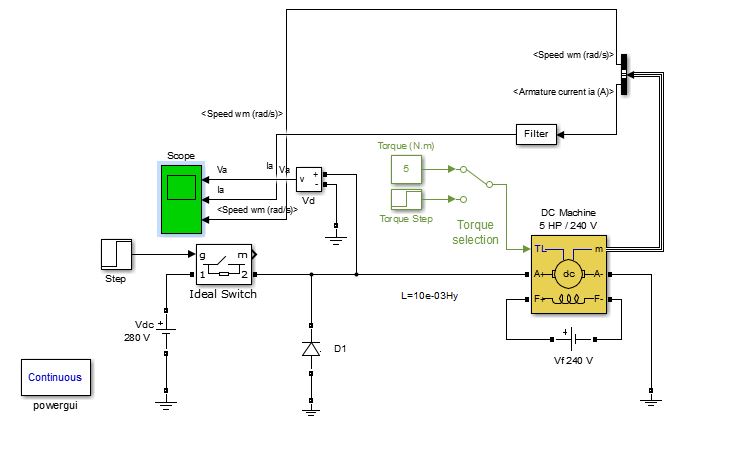 <Speed wm (rad/s)>
<Armature current ia (A)>
<Speed wm (rad/s)>
Filter
Scope
Torque (N.m)
Va
Ia
Va
v
+
-
5
Ia
Vd
<Speed wm (rad/s)>
Torque Step
Torque
selection
DC Machine
5 HP / 240 V
TL
m
g
m
1
2
A+
dc
A-
Step
Ideal Switch
L=10e-03Hy
F+
F-
Vdc
+
280 V
+
D1
Vf 240 V
Continuous
powergui